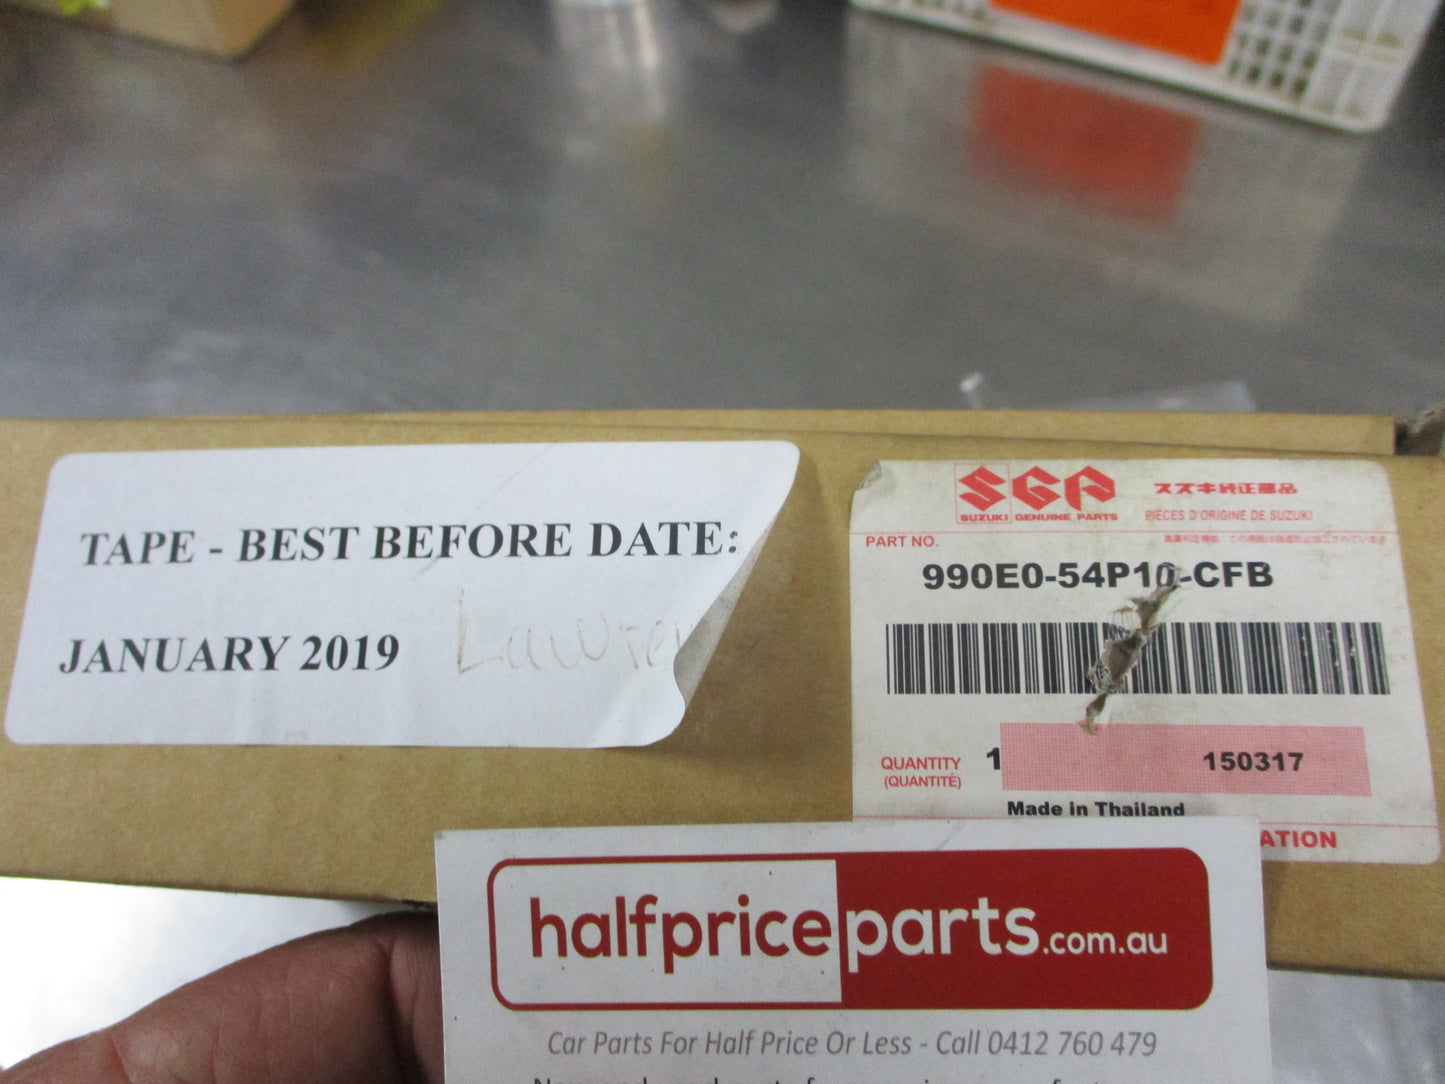 TAPE - BEST BEFORE DATE:
JANUARY 2019
SGP
SUZUKI GENUINE PARTS
スズキ純正部品
PIÈCES D'ORIGINE DE SUZUKI
PART NO.
990E0-54P10-CFB
QUANTITY
(QUANTITÉ)
1
150317
Made in Thailand
ATION
halfpriceparts.com.au
Car Parts For Half Price Or Less - Call 0412 760 479